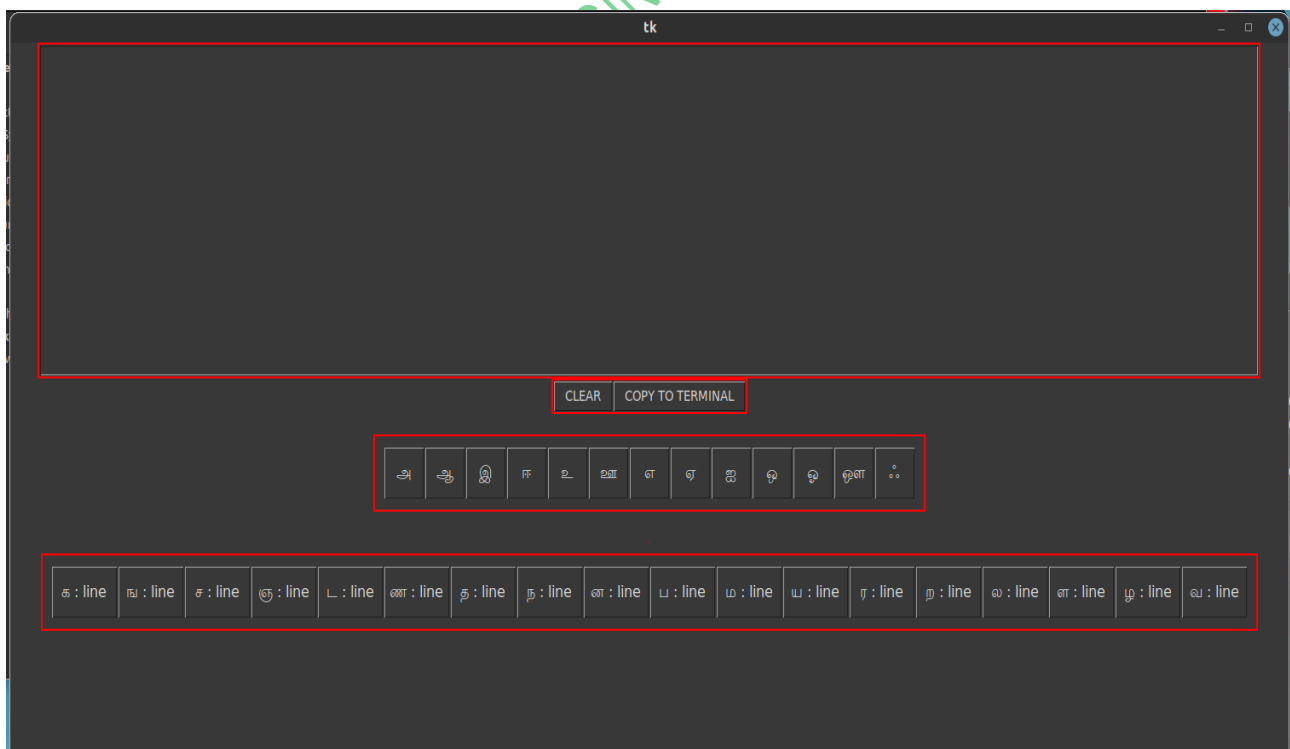 tk
CLEAR COPY TO TERMINAL
அ ஆ இ ஈ உ ஊ எ ஏ ஐ ஒ ஓ ஔ ஃ
க : line ங : line ச : line ஞ : line ட : line ண : line த : line ந : line ன : line ப : line ம : line ய : line ர : line ற : line ல : line ள : line ழ : line வ : line